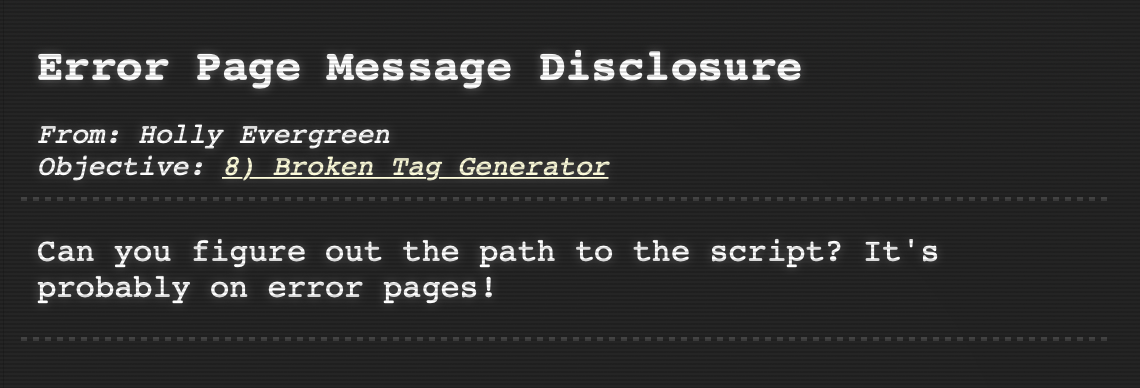 Error Page Message Disclosure
From: Holly Evergreen
Objective: 8) Broken Tag Generator
Can you figure out the path to the script? It's
probably on error pages!